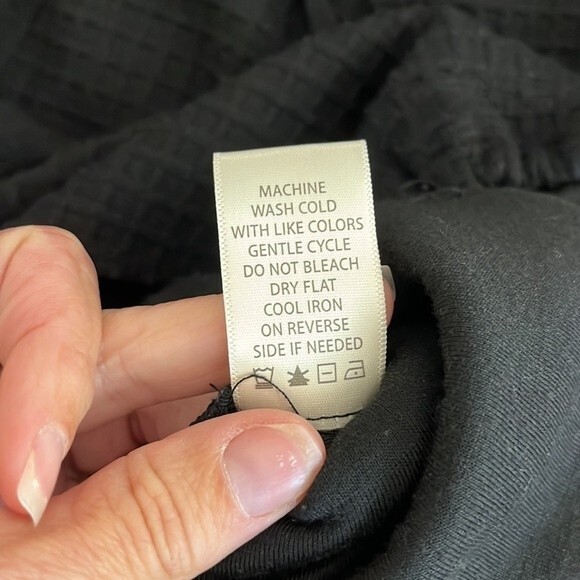 MACHINE
WASH COLD
WITH LIKE COLORS
GENTLE CYCLE
DO NOT BLEACH
DRY FLAT
COOL IRON
ON REVERSE
SIDE IF NEEDED